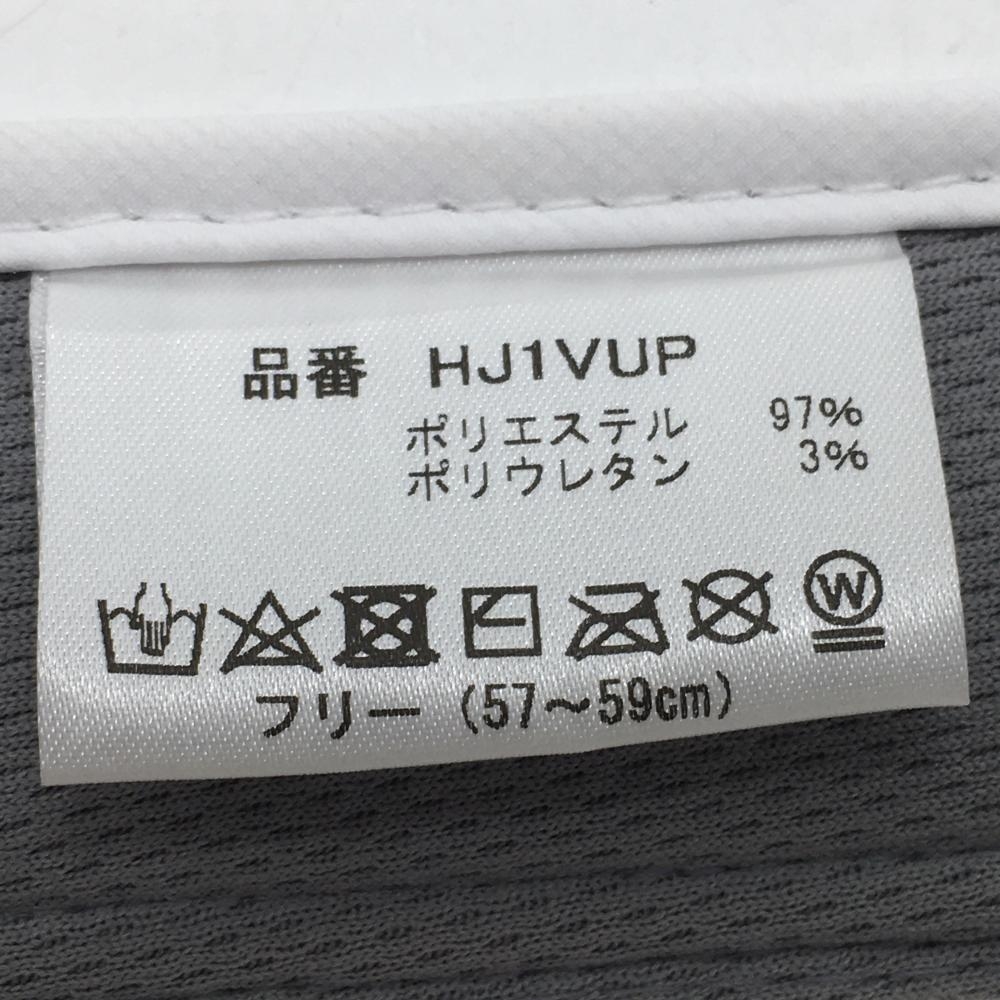 品番 HJ1VUP
ポリエステル 97%
ポリウレタン 3%
W
フリー (57〜59cm)